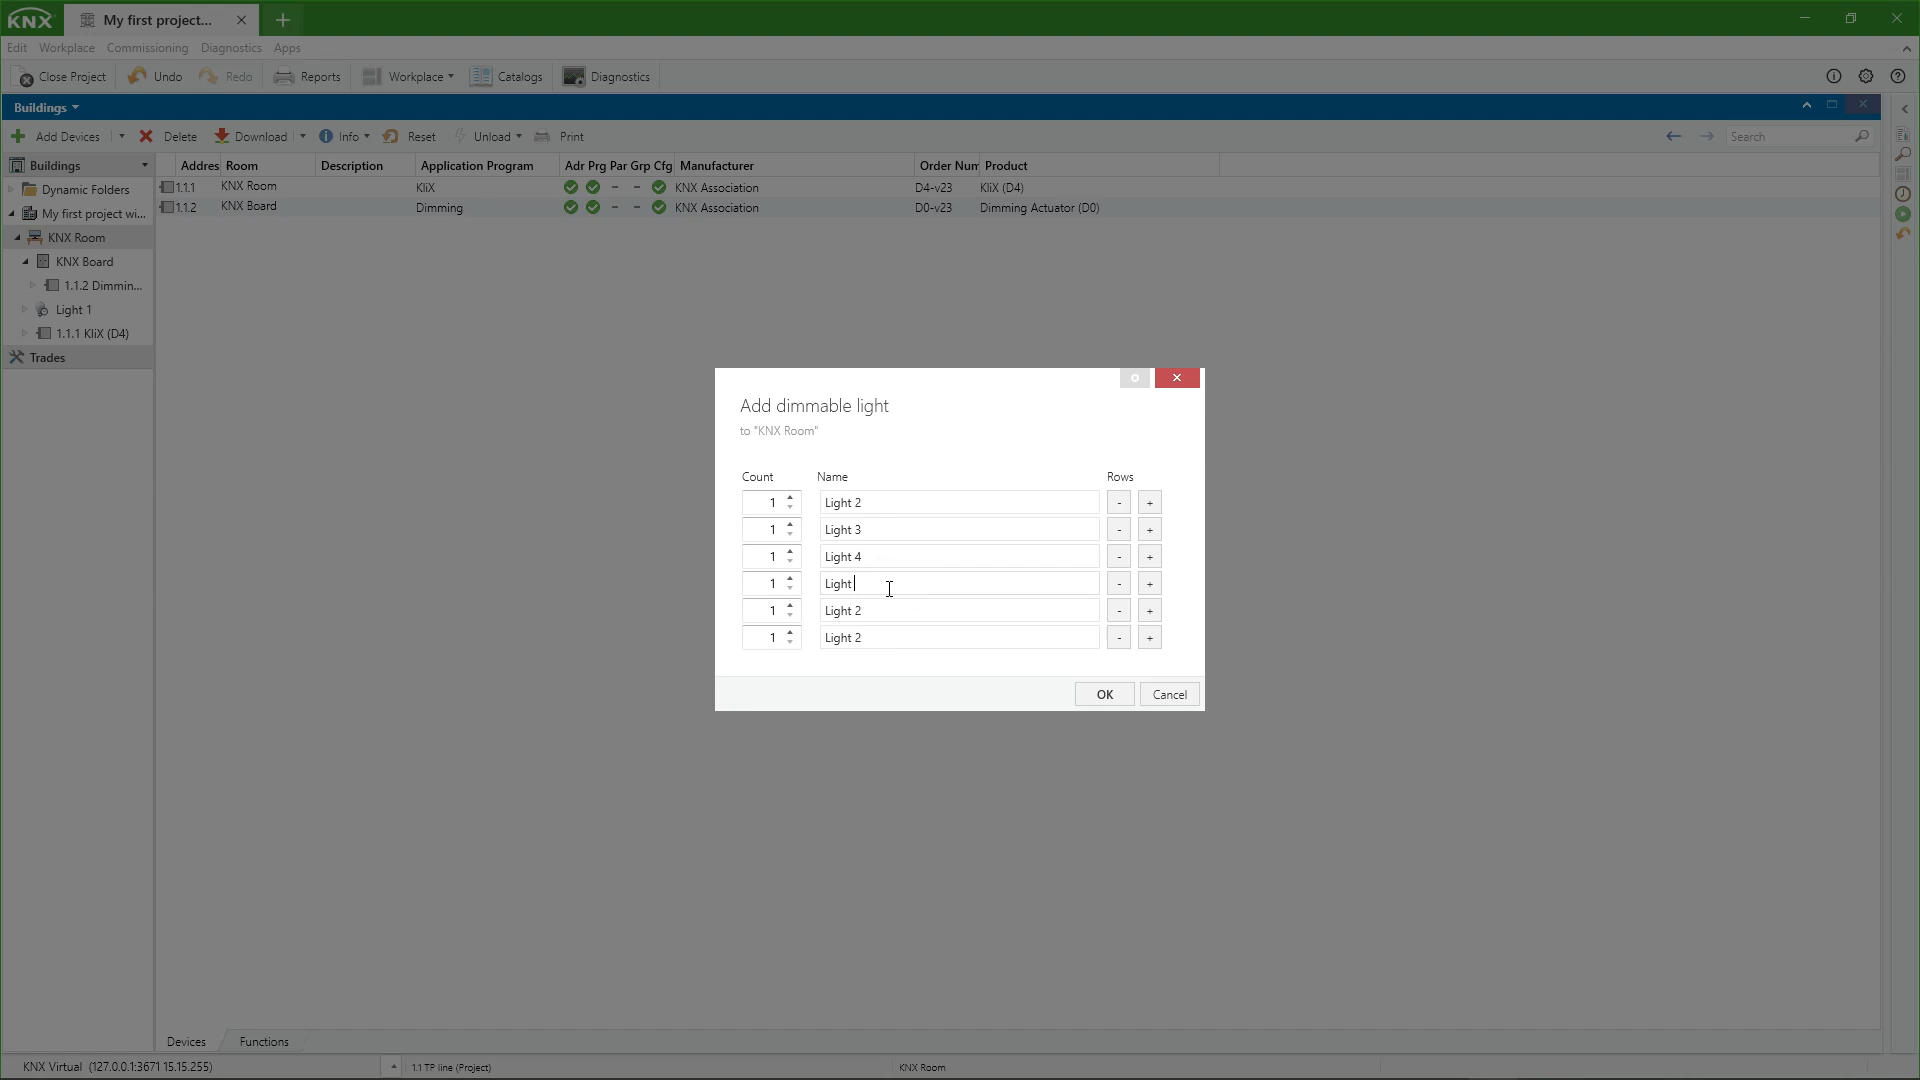 KNX My first project...
Edit Workplace Commissioning Diagnostics Apps
Close Project Undo Redo Reports Workplace Catalogs Diagnostics
Buildings
Add Devices Delete Download Info Reset Unload Print Search
Buildings Addres Room Description Application Program Adr Prg Par Grp Cfg Manufacturer Order Num Product
Dynamic Folders 1.1.1 KNX Room KliX - - KNX Association D4-v23 KliX (D4)
My first project wi... 1.1.2 KNX Board Dimming - - KNX Association D0-v23 Dimming Actuator (D0)
KNX Room
KNX Board
1.1.2 Dimmin...
Light 1
1.1.1 KliX (D4)
Trades
Add dimmable light
to "KNX Room"
Count Name Rows
1 Light 2 - +
1 Light 3 - +
1 Light 4 - +
1 Light - +
1 Light 2 - +
1 Light 2 - +
OK Cancel
Devices Functions
KNX Virtual (127.0.0.1:3671 15.15.255) 1.1 TP line (Project) KNX Room